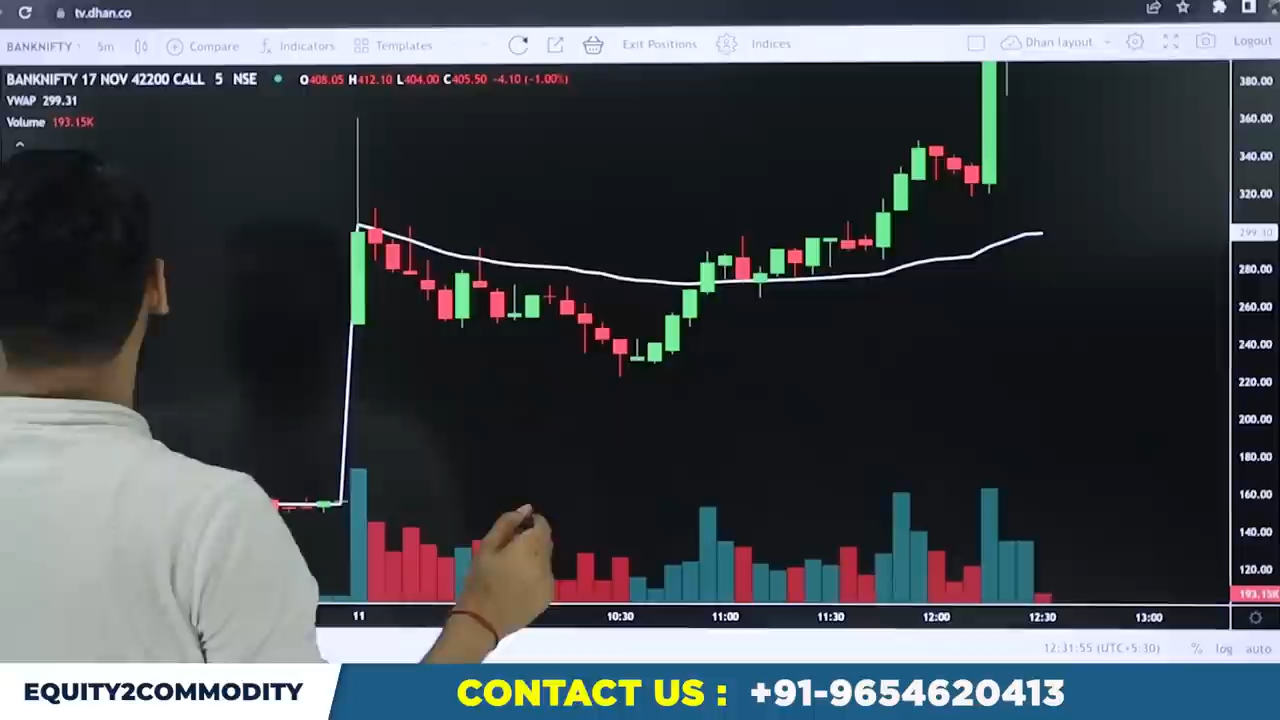 tv.dhan.co
BANKNIFTY 5m Compare Indicators Templates Exit Positions Indices Dhan layout Logout
BANKNIFTY 17 NOV 42200 CALL 5 NSE O408.05 H412.10 L404.00 C405.50 -4.10 (-1.00%)
VWAP 299.31
Volume 193.15K
380.00
360.00
340.00
320.00
299.30
280.00
260.00
240.00
220.00
200.00
180.00
160.00
140.00
120.00
193.15K
11 10:30 11:00 11:30 12:00 12:30 13:00
12:31:55 (UTC+5:30) % log auto
EQUITY2COMMODITY CONTACT US : +91-9654620413